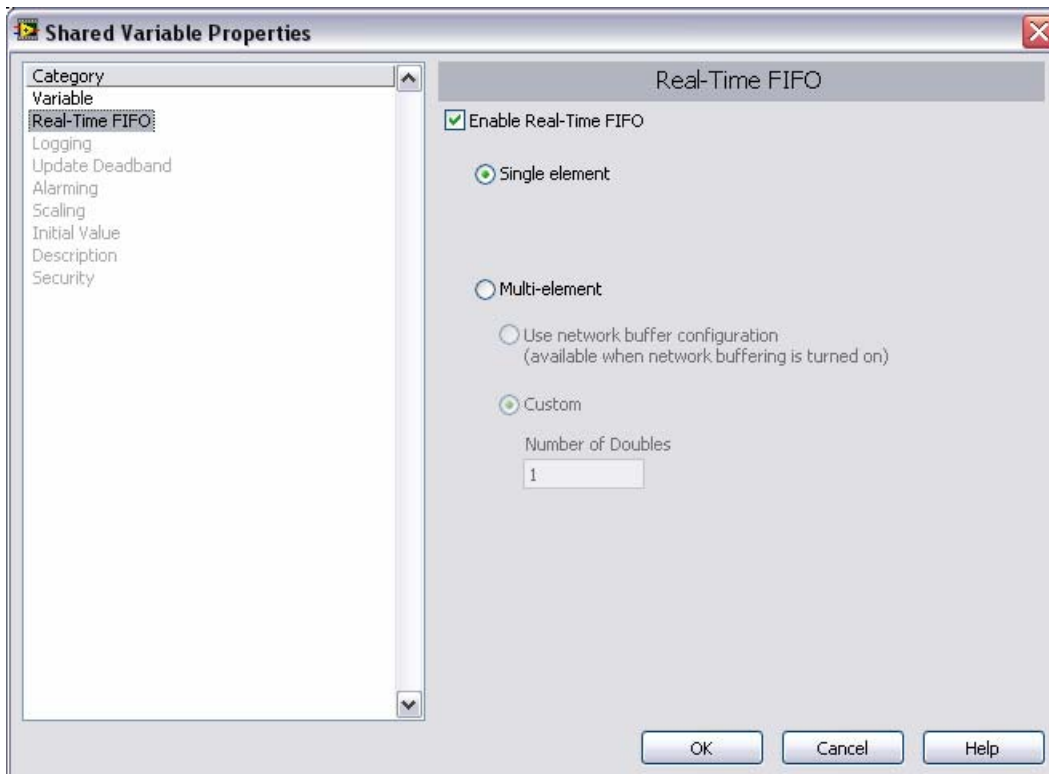 Shared Variable Properties
Category
Variable
Real-Time FIFO
Logging
Update Deadband
Alarming
Scaling
Initial Value
Description
Security
Real-Time FIFO
Enable Real-Time FIFO
Single element
Multi-element
Use network buffer configuration
(available when network buffering is turned on)
Custom
Number of Doubles
1
OK
Cancel
Help